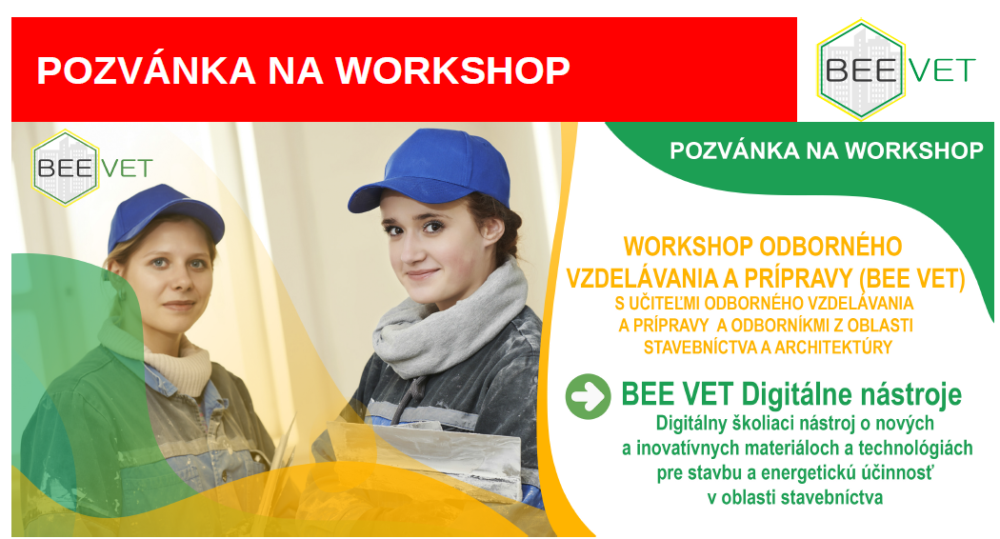 POZVÁNKA NA WORKSHOP
BEE VET
BEE VET
POZVÁNKA NA WORKSHOP
WORKSHOP ODBORNÉHO
VZDELÁVANIA A PRÍPRAVY (BEE VET)
S UČITEĽMI ODBORNÉHO VZDELÁVANIA
A PRÍPRAVY A ODBORNÍKMI Z OBLASTI
STAVEBNÍCTVA A ARCHITEKTÚRY
BEE VET Digitálne nástroje
Digitálny školiaci nástroj o nových
a inovatívnych materiáloch a technológiách
pre stavbu a energetickú účinnosť
v oblasti stavebníctva